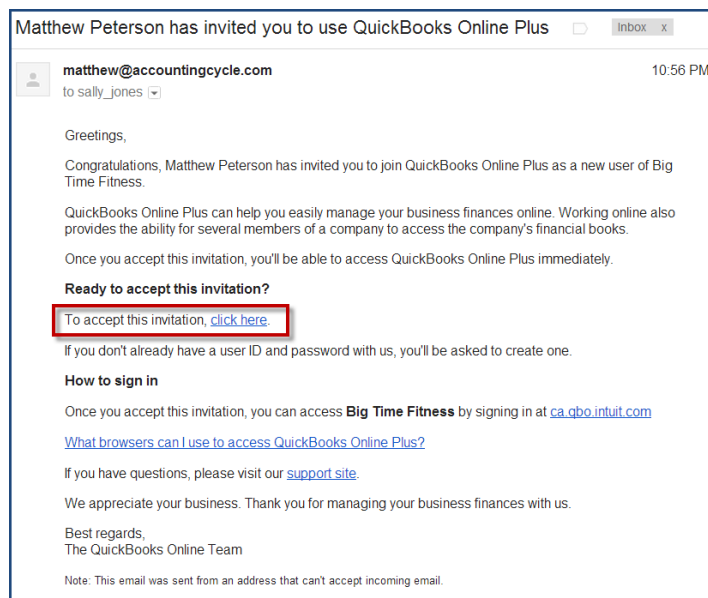 Matthew Peterson has invited you to use QuickBooks Online Plus Inbox x
matthew@accountingcycle.com 10:56 PM
to sally_jones
Greetings,
Congratulations, Matthew Peterson has invited you to join QuickBooks Online Plus as a new user of Big
Time Fitness.
QuickBooks Online Plus can help you easily manage your business finances online. Working online also
provides the ability for several members of a company to access the company's financial books.
Once you accept this invitation, you'll be able to access QuickBooks Online Plus immediately.
Ready to accept this invitation?
To accept this invitation, click here.
If you don't already have a user ID and password with us, you'll be asked to create one.
How to sign in
Once you accept this invitation, you can access Big Time Fitness by signing in at ca.qbo.intuit.com
What browsers can I use to access QuickBooks Online Plus?
If you have questions, please visit our support site.
We appreciate your business. Thank you for managing your business finances with us.
Best regards,
The QuickBooks Online Team
Note: This email was sent from an address that can't accept incoming email.